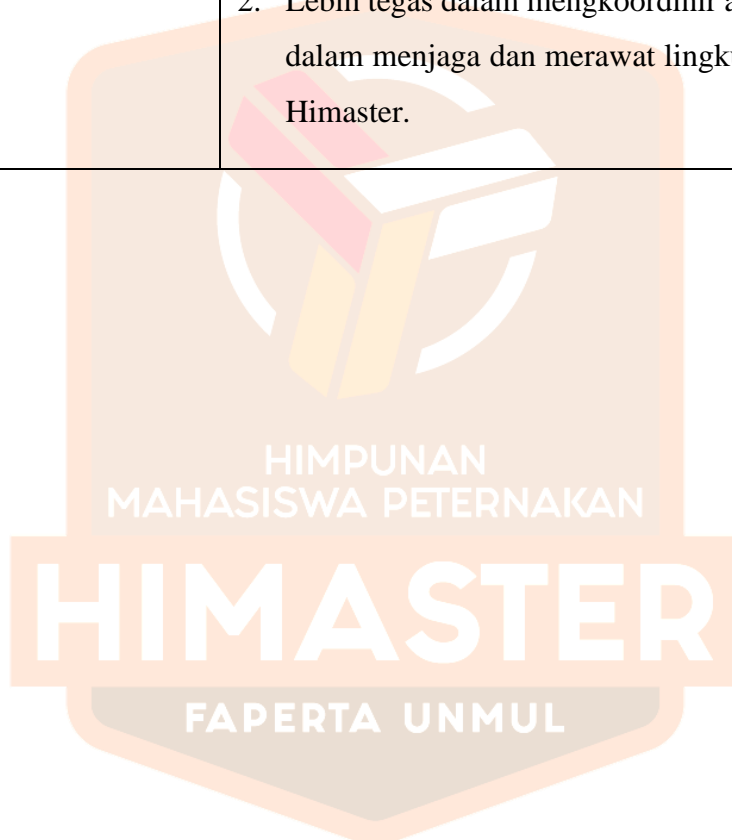 2. Lebih tegas dalam mengkoordinir
dalam menjaga dan merawat
Himaster.
HIMPUNAN
MAHASISWA PETERNAKAN
HIMASTER
FAPERTA UNMUL